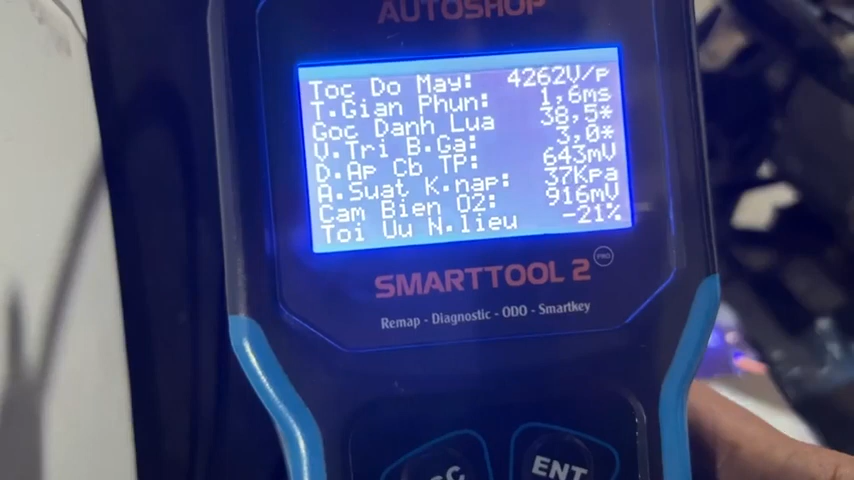 AUTOSHOP
Toc Do May: 4262V/p
T.Gian Phun: 1,6ms
Goc Danh Lua 38,5*
V.Tri B.Ga: 3,0*
D.Ap Cb TP: 643mV
A.Suat K.nap: 37Kpa
Cam Bien O2: 916mV
Toi Uu N.lieu -21%
SMARTTOOL 2 PRO
Remap - Diagnostic - ODO - Smartkey
ENT